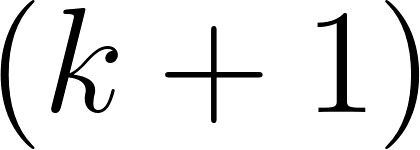 (k + 1)